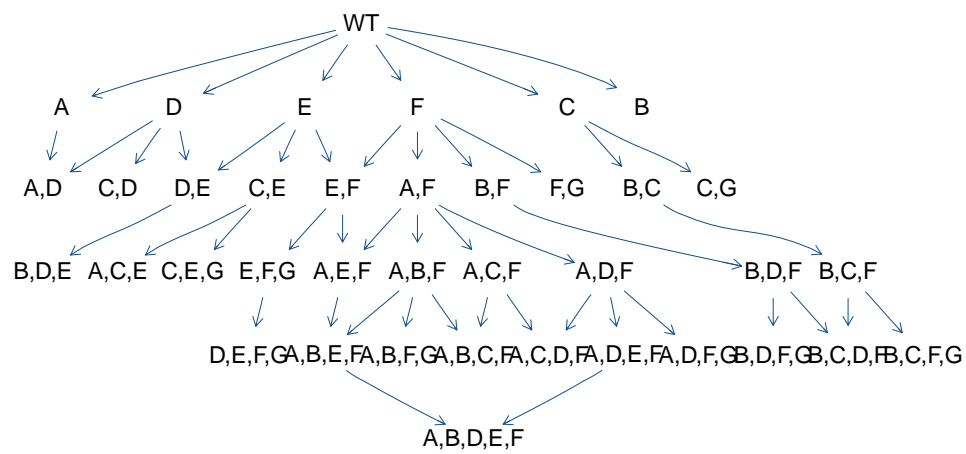 WT
A D E F C B
A,D C,D D,E C,E E,F A,F B,F F,G B,C C,G
B,D,E A,C,E C,E,G E,F,G A,E,F A,B,F A,C,F A,D,F B,D,F B,C,F
D,E,F,G A,B,E,F A,B,F,G A,B,C,F A,C,D,F A,D,E,F A,D,F,G B,D,F,G B,C,D,F B,C,F,G
A,B,D,E,F